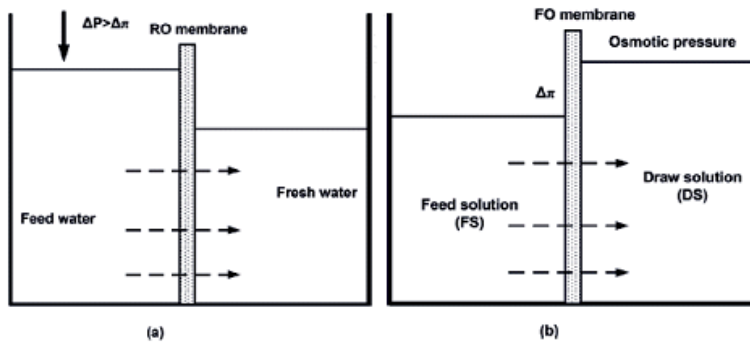 ΔP>Δπ
RO membrane
Feed water
Fresh water
(a)
FO membrane
Osmotic pressure
Δπ
Feed solution
(FS)
Draw solution
(DS)
(b)